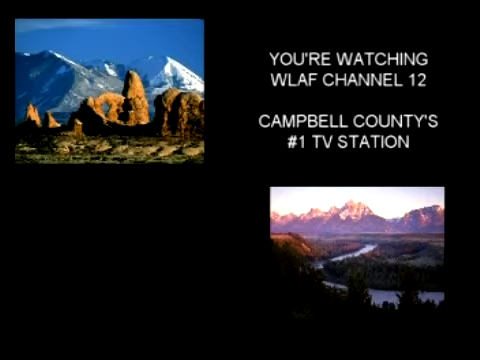 YOU'RE WATCHING
WLAF CHANNEL 12
CAMPBELL COUNTY'S
#1 TV STATION